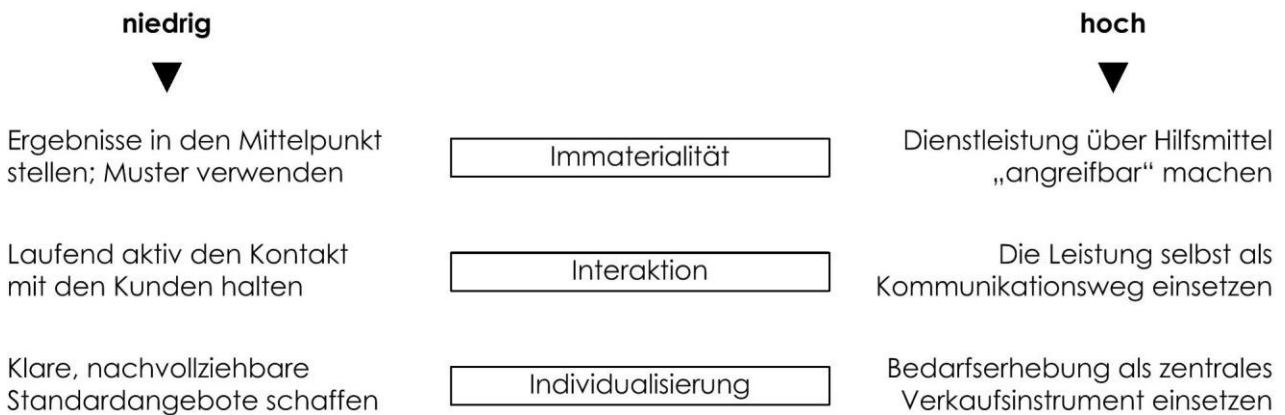 niedrig
hoch
Ergebnisse in den Mittelpunkt
stellen; Muster verwenden
Immaterialität
Dienstleistung über Hilfsmittel
„angreifbar“ machen
Laufend aktiv den Kontakt
mit den Kunden halten
Interaktion
Die Leistung selbst als
Kommunikationsweg einsetzen
Klare, nachvollziehbare
Standardangebote schaffen
Individualisierung
Bedarfserhebung als zentrales
Verkaufsinstrument einsetzen